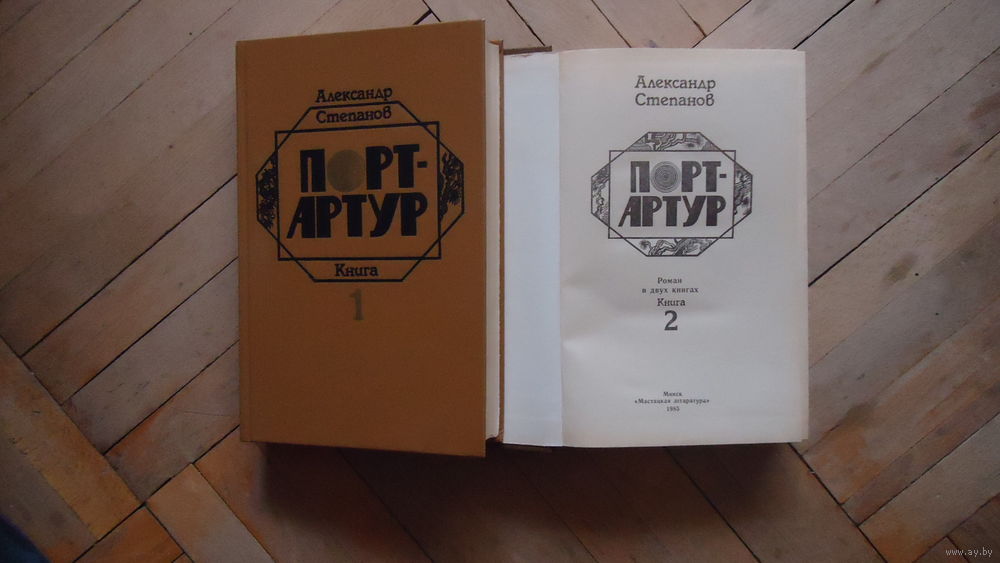 Александр
Степанов
ПОРТ-
АРТУР
Книга
1
Александр
Степанов
ПОРТ-
АРТУР
Роман
в двух книгах
Книга
2
Минск
«Мастацкая літаратура»
1985
www.ay.by